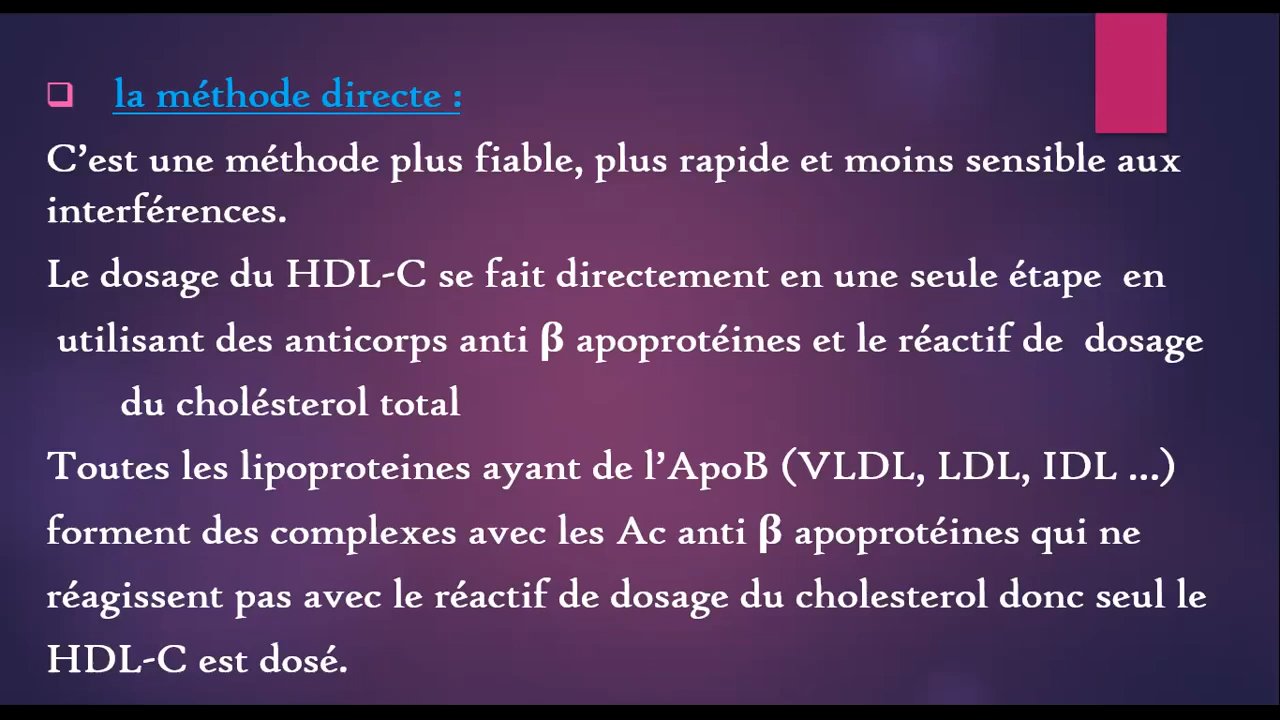 la méthode directe :
C’est une méthode plus fiable, plus rapide et moins sensible aux
interférences.
Le dosage du HDL-C se fait directement en une seule étape en
utilisant des anticorps anti β apoprotéines et le réactif de dosage
du choléster​ol total
Toutes les lipoproteines ayant de l’ApoB (VLDL, LDL, IDL ...)
forment des complexes avec les Ac anti β apoprotéines qui ne
réagissent pas avec le réactif de dosage du cholesterol donc seul le
HDL-C est dosé.